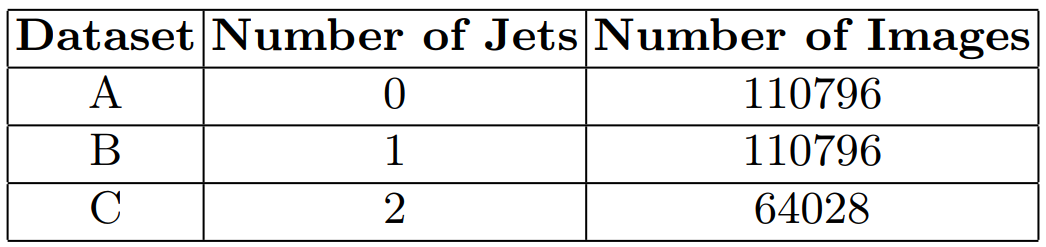 Dataset Number of Jets Number of Images
A 0 110796
B 1 110796
C 2 64028